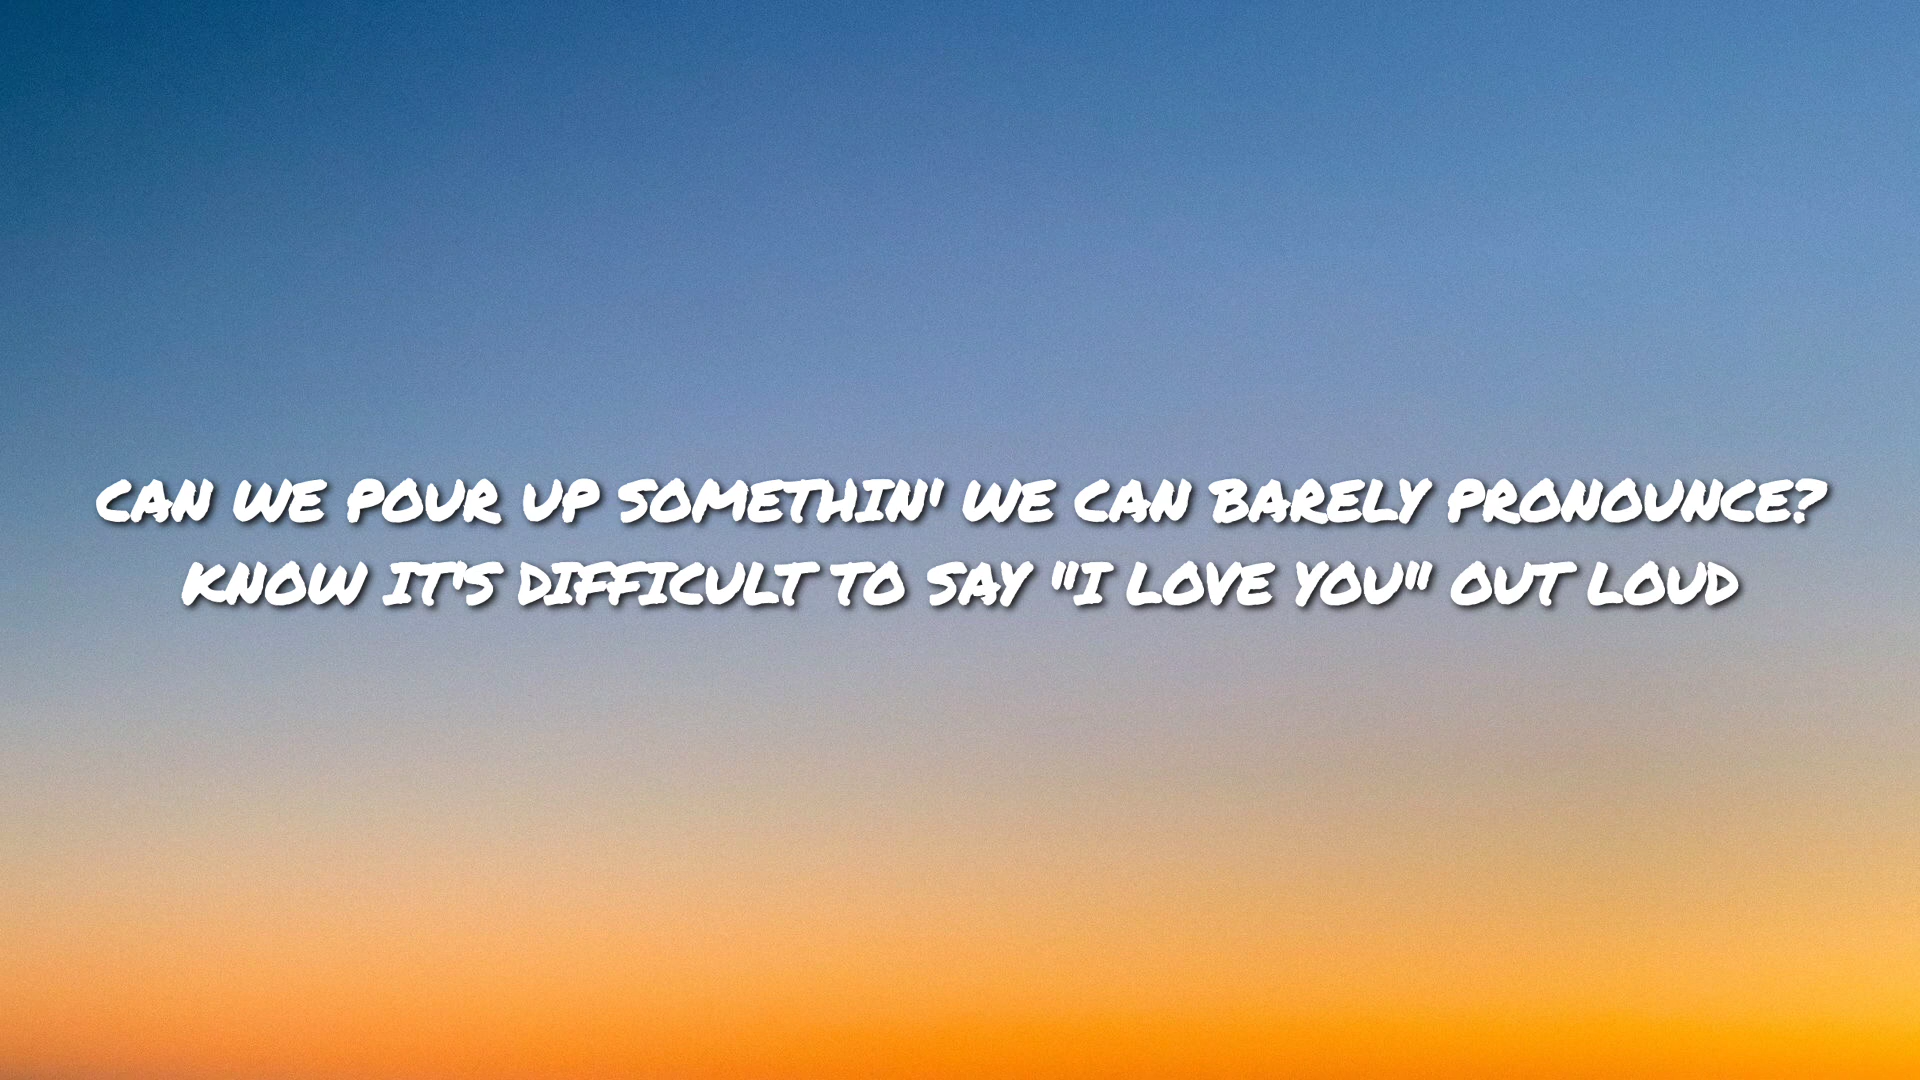 CAN WE POUR UP SOMETHIN' WE CAN BARELY PRONOUNCE?
KNOW IT'S DIFFICULT TO SAY "I LOVE YOU" OUT LOUD